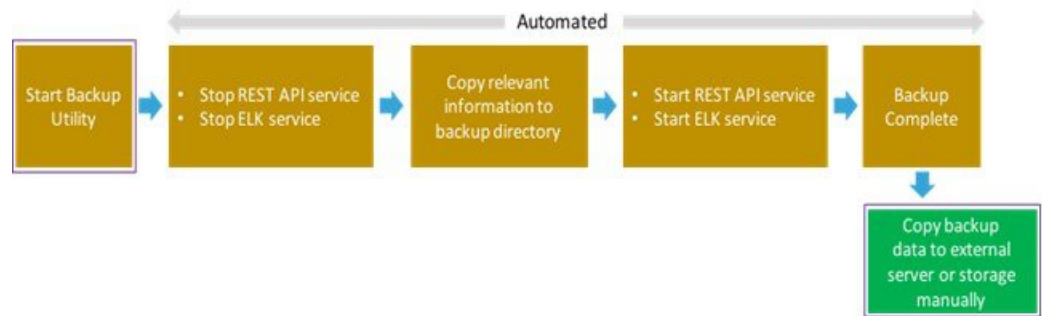 Automated
Start Backup
Utility
• Stop REST API service
• Stop ELK service
Copy relevant
information to
backup directory
• Start REST API service
• Start ELK service
Backup
Complete
Copy backup
data to external
server or storage
manually